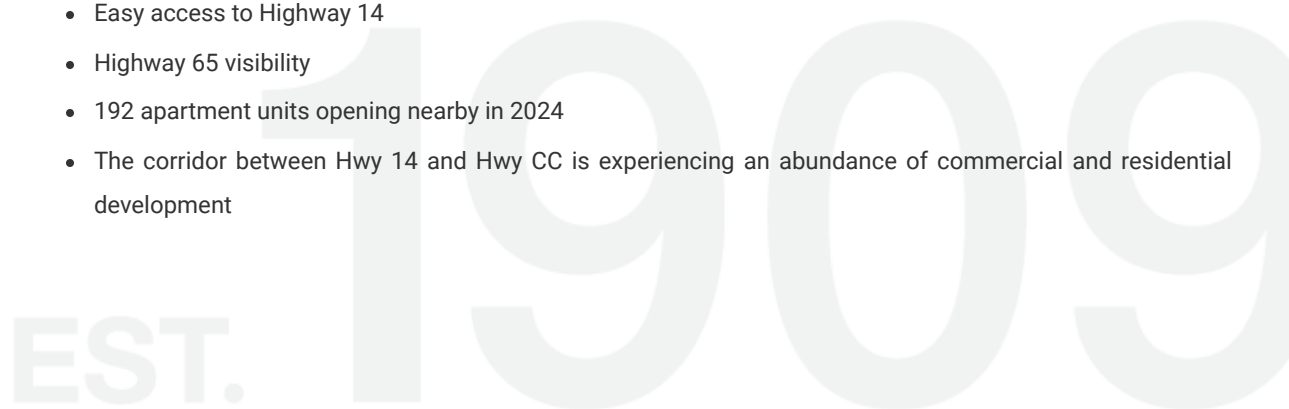 • Easy access to Highway 14
• Highway 65 visibility
• 192 apartment units opening nearby in 2024
• The corridor between Hwy 14 and Hwy CC is experiencing an abundance of commercial and residential
development
EST. 1909